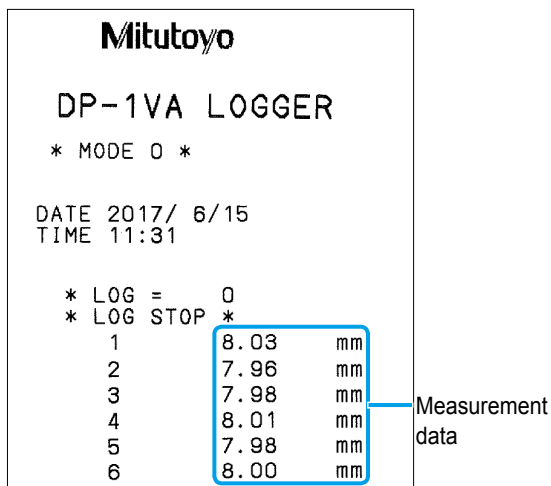 Mitutoyo
DP-1VA LOGGER
* MODE 0 *
DATE 2017/ 6/15
TIME 11:31
* LOG = 0
* LOG STOP *
1 8.03 mm
2 7.96 mm
3 7.98 mm
4 8.01 mm
5 7.98 mm
6 8.00 mm
Measurement
data